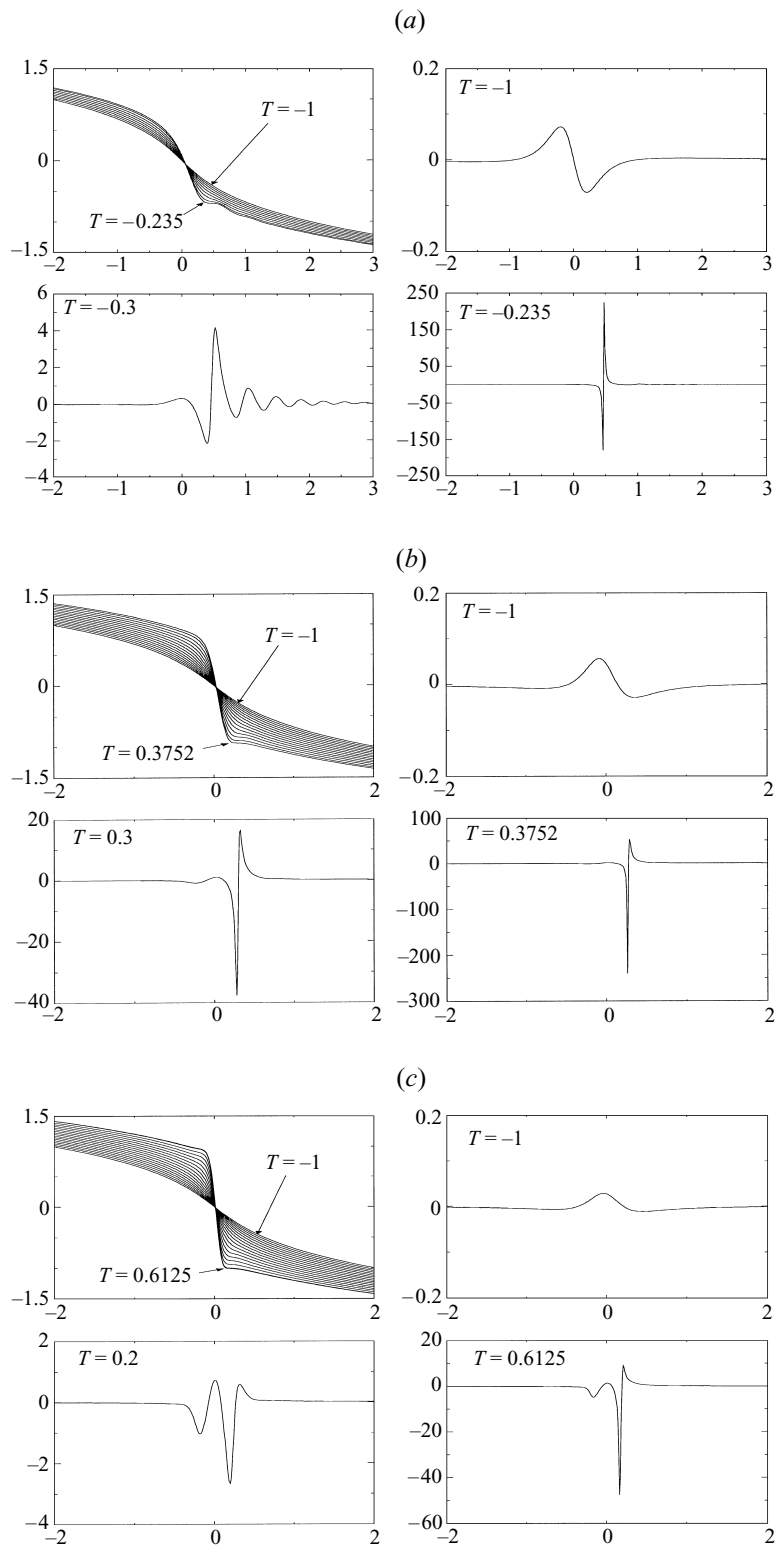 (a)
1.5
0
–1.5
–2 –1 0 1 2 3
T = –1
T = –0.235
0.2
0
–0.2
–2 –1 0 1 2 3
T = –1
6
4
2
0
–2
–4
–2 –1 0 1 2 3
T = –0.3
250
150
50
–50
–150
–250
–2 –1 0 1 2 3
T = –0.235
(b)
1.5
0
–1.5
–2 0 2
T = –1
T = 0.3752
0.2
0
–0.2
–2 0 2
T = –1
20
0
–20
–40
–2 0 2
T = 0.3
100
0
–100
–200
–300
–2 0 2
T = 0.3752
(c)
1.5
0
–1.5
–2 0 2
T = –1
T = 0.6125
0.2
0
–0.2
–2 0 2
T = –1
2
0
–2
–4
–2 0 2
T = 0.2
20
0
–20
–40
–60
–2 0 2
T = 0.6125